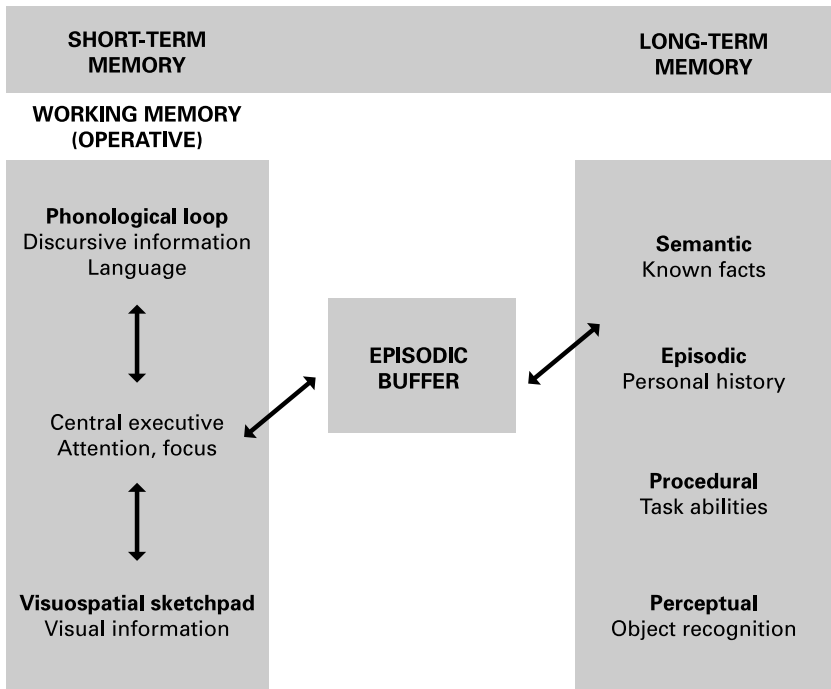 SHORT-TERM
MEMORY
LONG-TERM
MEMORY
WORKING MEMORY
(OPERATIVE)
Phonological loop
Discursive information
Language
Central executive
Attention, focus
Visuospatial sketchpad
Visual information
EPISODIC
BUFFER
Semantic
Known facts
Episodic
Personal history
Procedural
Task abilities
Perceptual
Object recognition